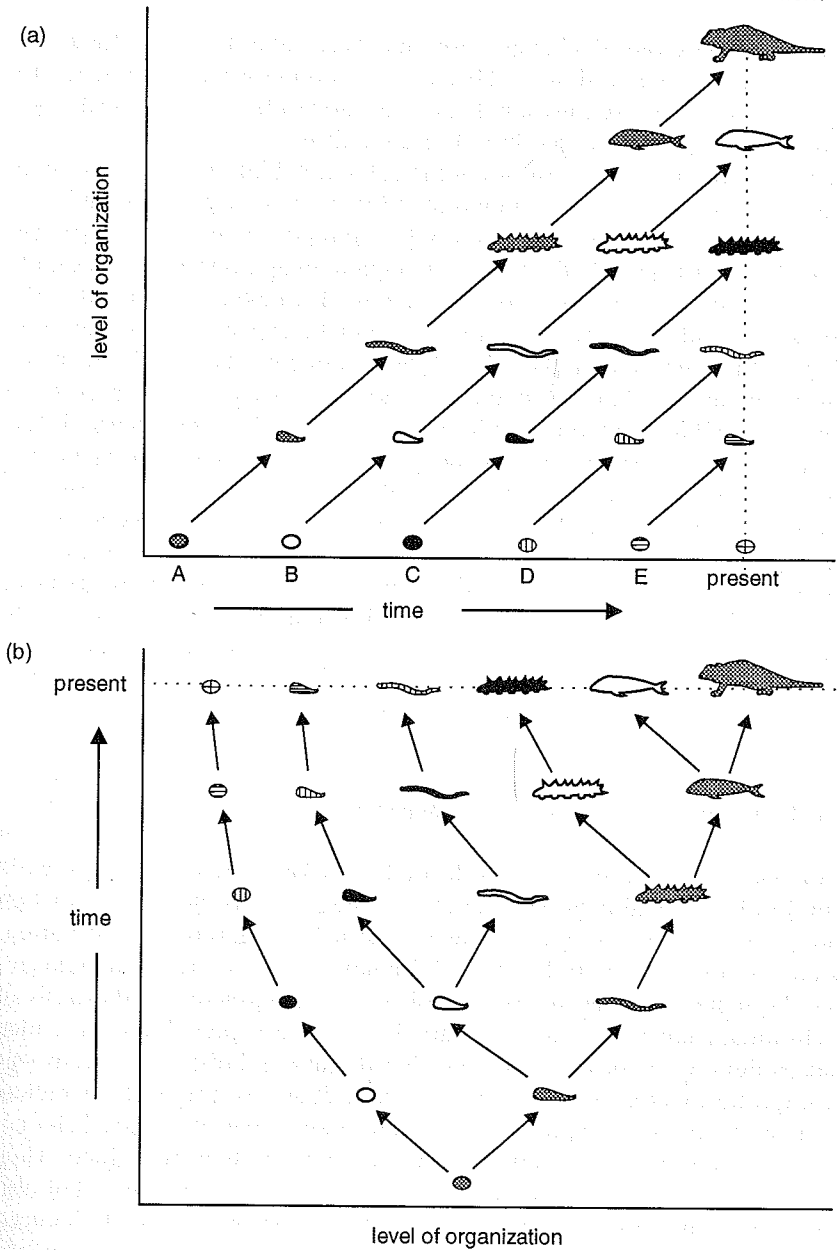 (a)
level of organization
A B C D E present
time
(b)
present
time
level of organization